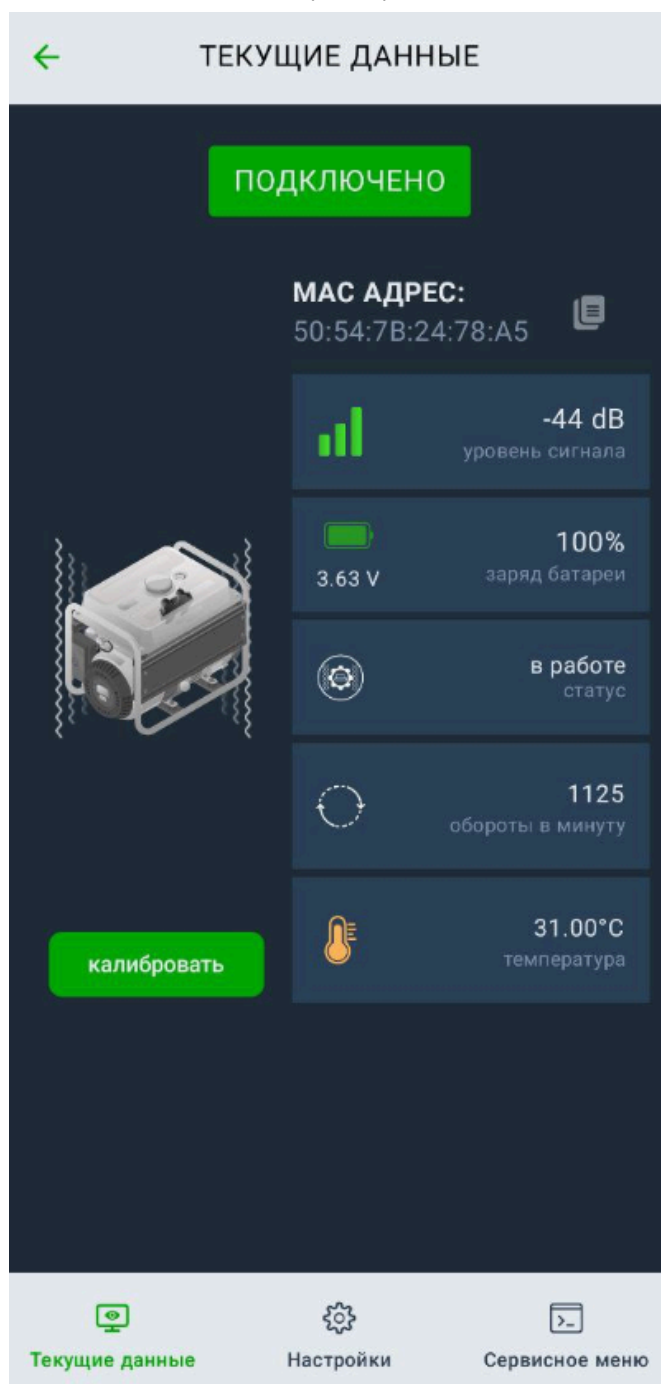 ТЕКУЩИЕ ДАННЫЕ
ПОДКЛЮЧЕНО
МАС АДРЕС:
50:54:7B:24:78:A5
-44 dB
уровень сигнала
100%
3.63 V
заряд батареи
в работе
статус
1125
обороты в минуту
31.00°C
температура
калибровать
Текущие данные
Настройки
Сервисное меню